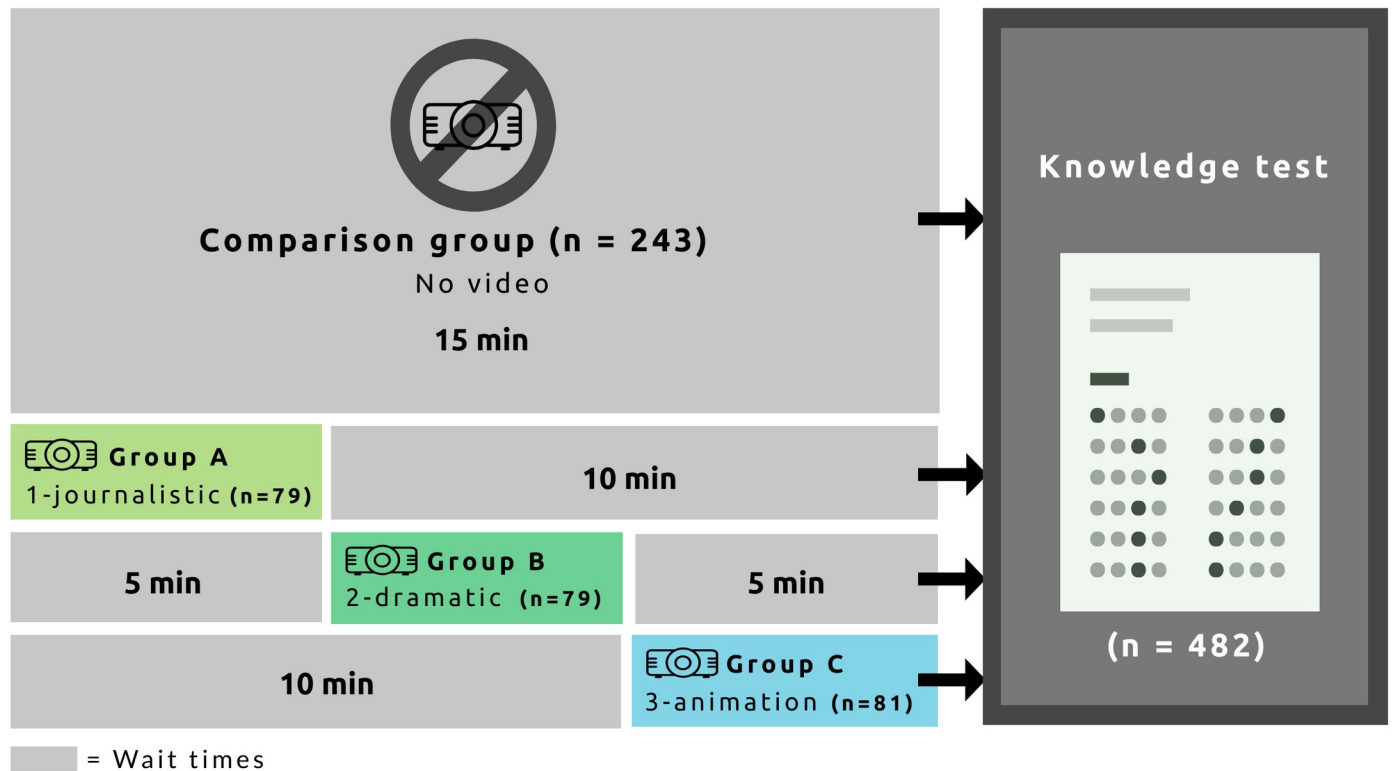 Comparison group (n = 243)
No video
15 min
Knowledge test
Group A
1-journalistic (n=79)
10 min
5 min
Group B
2-dramatic (n=79)
5 min
10 min
Group C
3-animation (n=81)
(n = 482)
= Wait times